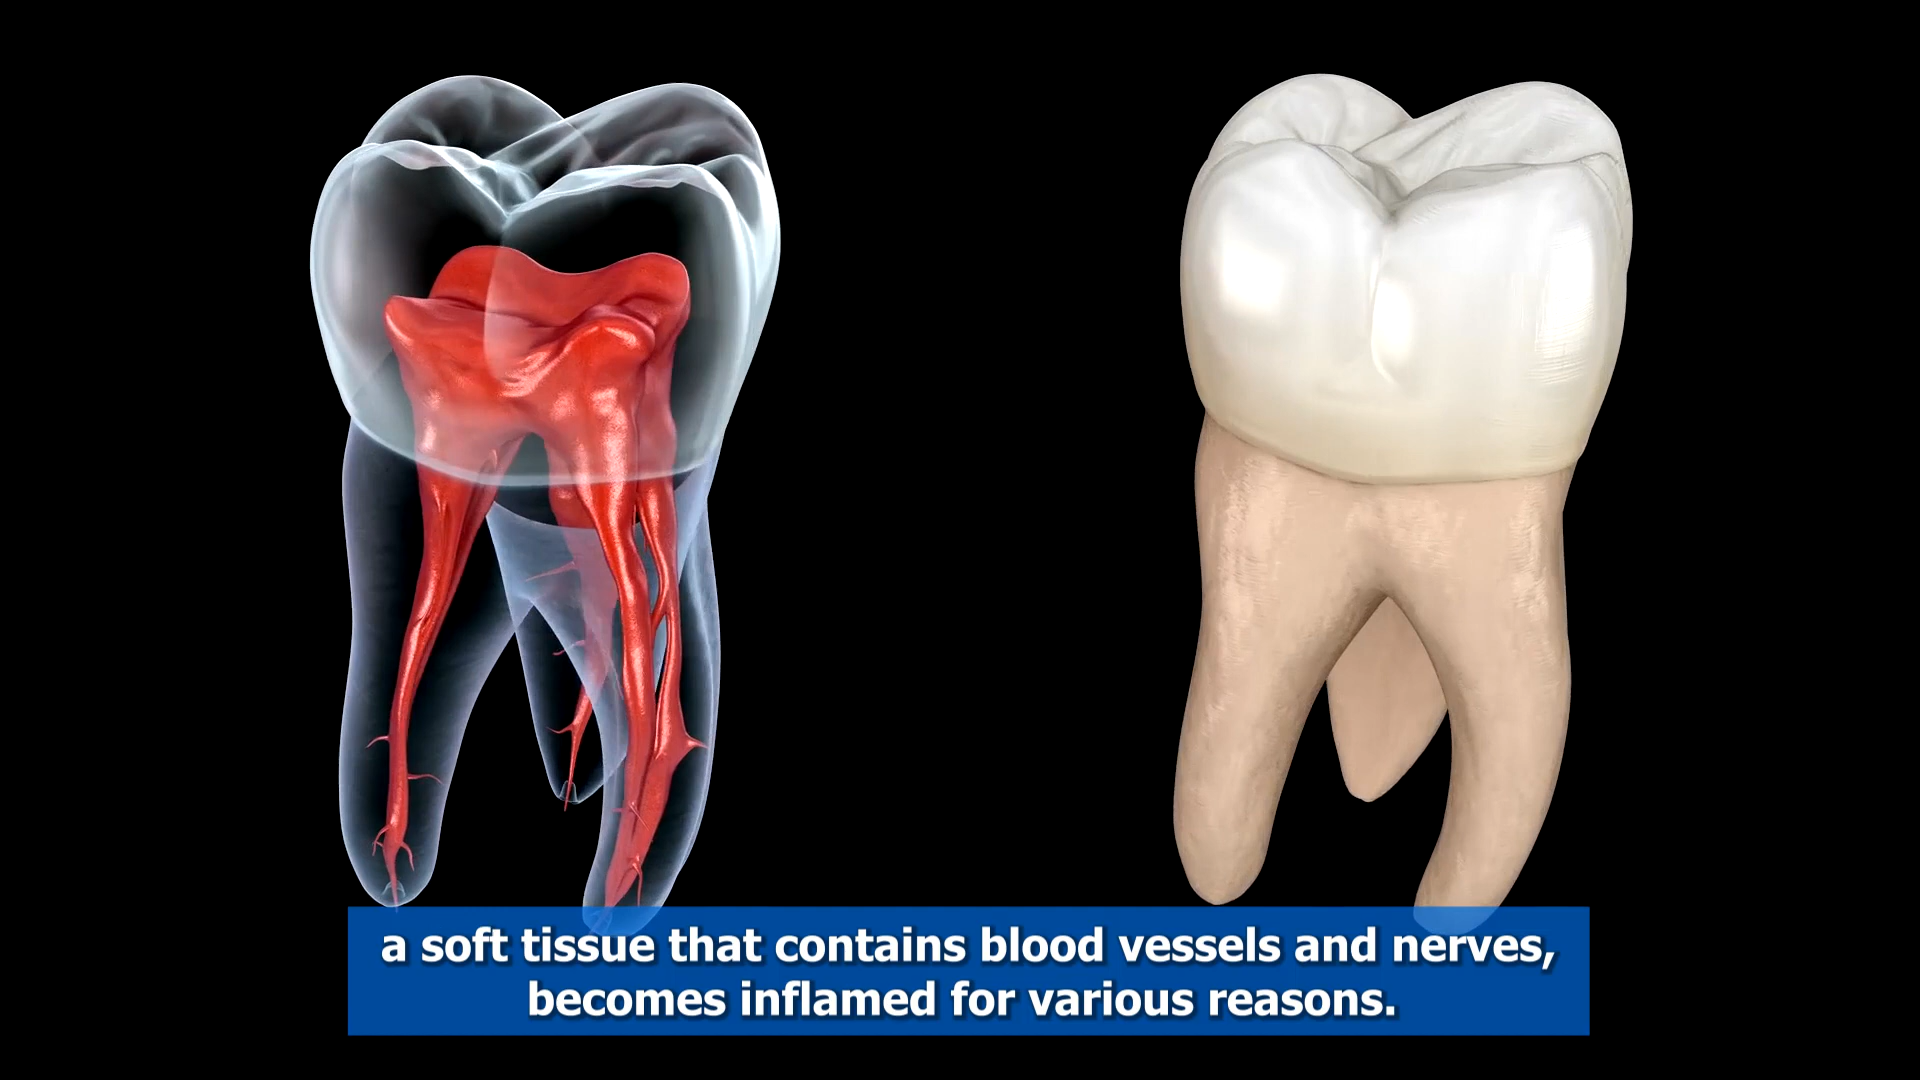 a soft tissue that contains blood vessels and nerves,
becomes inflamed for various reasons.